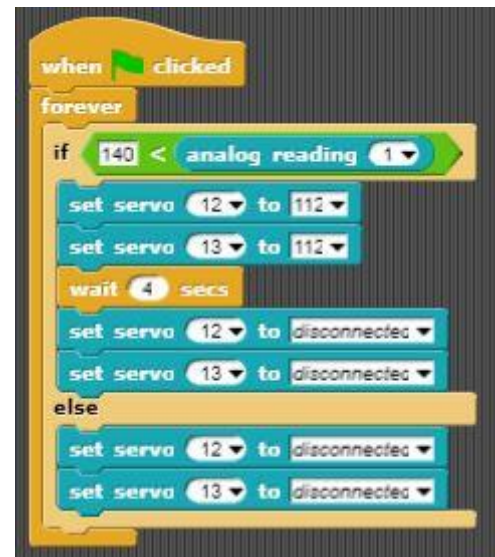 when clicked
forever
if 140 < analog reading 1
set servo 12 to 112
set servo 13 to 112
wait 4 secs
set servo 12 to disconnected
set servo 13 to disconnected
else
set servo 12 to disconnected
set servo 13 to disconnected